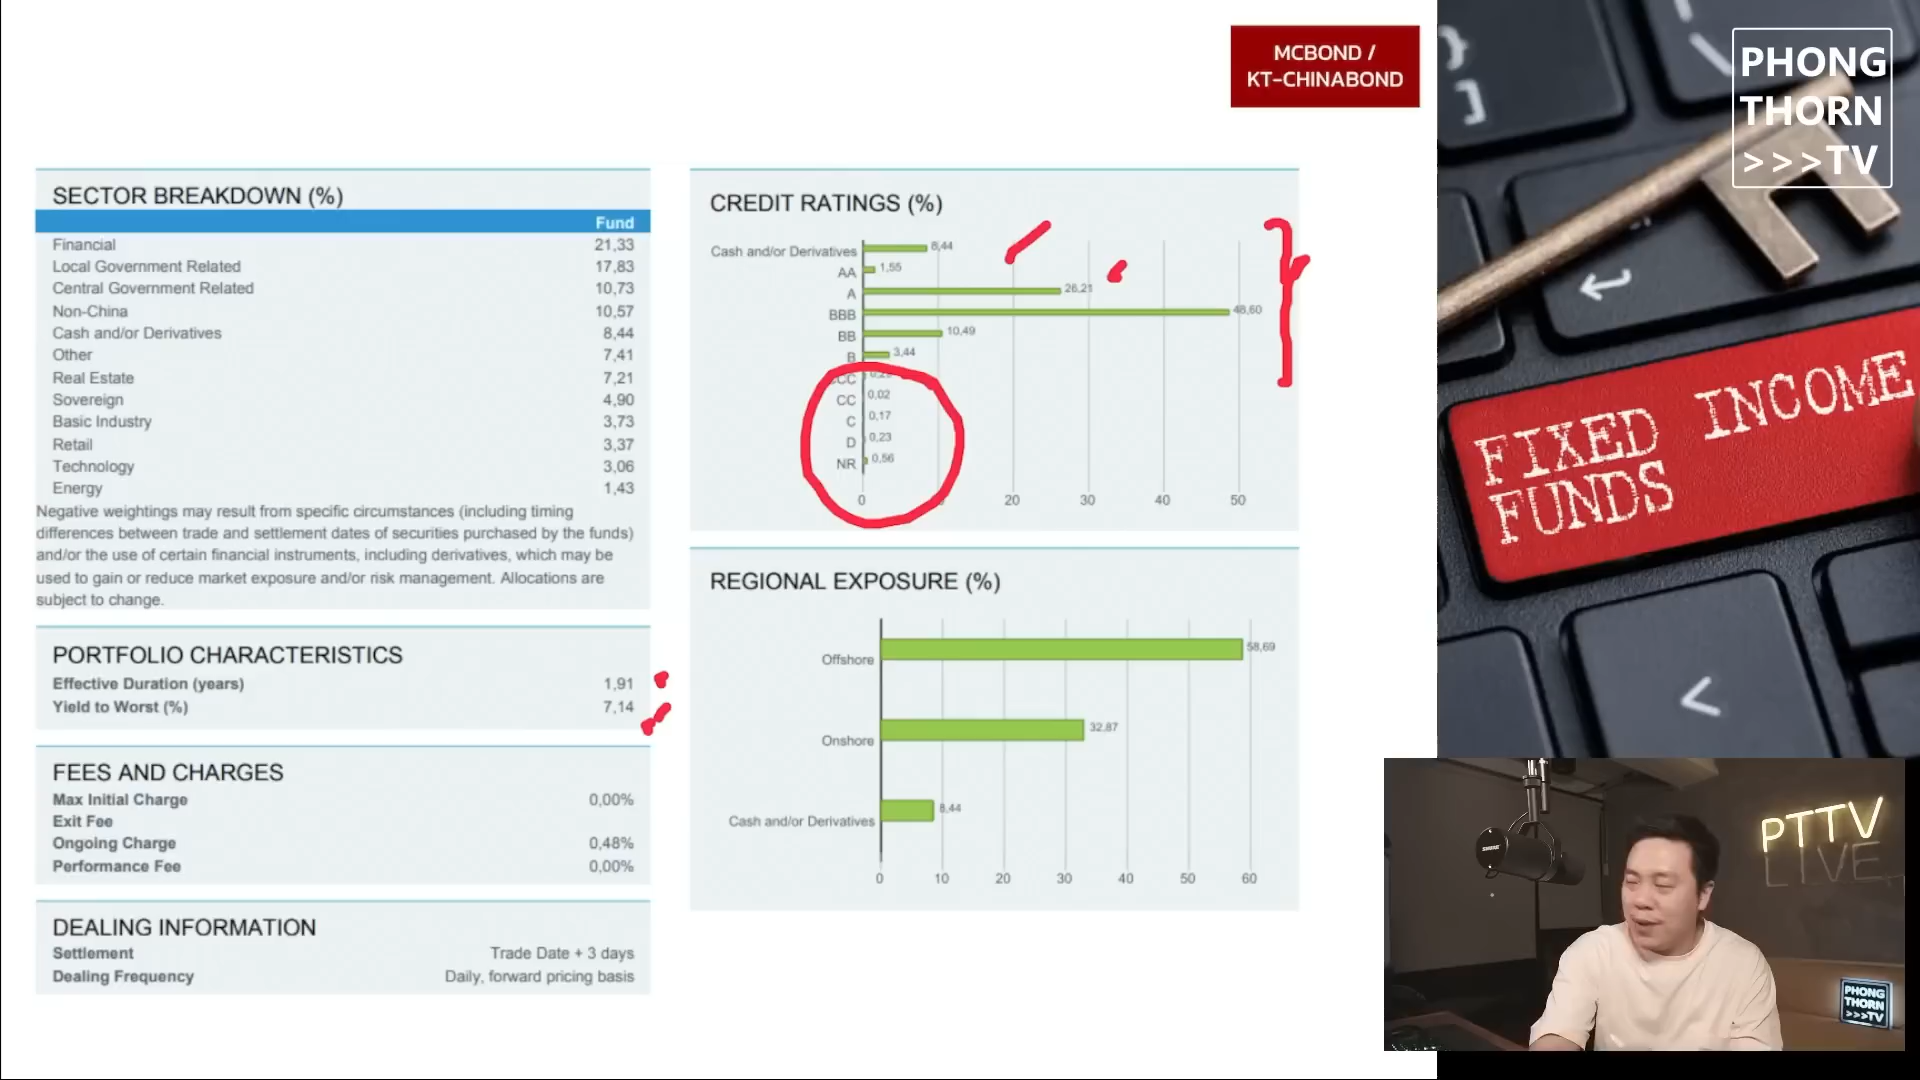 MCBOND /
KT-CHINABOND
SECTOR BREAKDOWN (%)
Fund
Financial 21,33
Local Government Related 17,83
Central Government Related 10,73
Non-China 10,57
Cash and/or Derivatives 8,44
Other 7,41
Real Estate 7,21
Sovereign 4,90
Basic Industry 3,73
Retail 3,37
Technology 3,06
Energy 1,43
Negative weightings may result from specific circumstances (including timing
differences between trade and settlement dates of securities purchased by the funds)
and/or the use of certain financial instruments, including derivatives, which may be
used to gain or reduce market exposure and/or risk management. Allocations are
subject to change.
PORTFOLIO CHARACTERISTICS
Effective Duration (years) 1,91
Yield to Worst (%) 7,14
FEES AND CHARGES
Max Initial Charge 0,00%
Exit Fee
Ongoing Charge 0,48%
Performance Fee 0,00%
DEALING INFORMATION
Settlement Trade Date + 3 days
Dealing Frequency Daily, forward pricing basis
CREDIT RATINGS (%)
Cash and/or Derivatives 8,44
AA 1,55
A 26,21
BBB 48,60
BB 10,49
B 3,44
CCC
CC 0,02
C 0,17
D 0,23
NR 0,56
0 20 30 40 50
REGIONAL EXPOSURE (%)
Offshore 58,69
Onshore 32,87
Cash and/or Derivatives 8,44
0 10 20 30 40 50 60
PHONG
THORN
>>>TV
FIXED INCOME
FUNDS
PTTV
LIVE
SHURE
PHONG
THORN
>>>TV